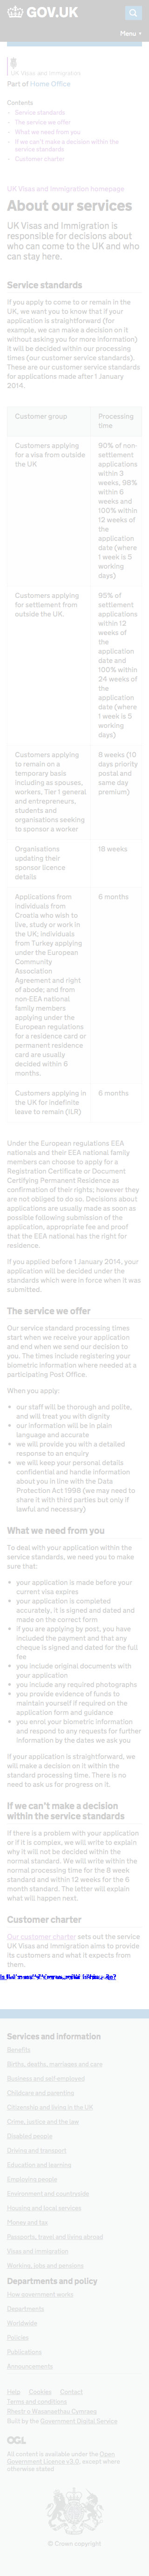 GOV.UK
Menu
UK Visas and Immigration
Part of Home Office
Contents
Service standards
The service we offer
What we need from you
If we can't make a decision within the
service standards
Customer charter
UK Visas and Immigration homepage
About our services
UK Visas and Immigration is
responsible for decisions about
who can come to the UK and who
can stay here.
Service standards
If you apply to come to or remain in the
UK, we want you to know that if your
application is straightforward (for
example, we can make a decision on it
without asking you for more information)
it will be decided within our processing
times (our customer service standards).
These are our customer service standards
for applications made after 1 January
2014.
Customer group
Processing
time
Customers applying
for a visa from outside
the UK
90% of non-
settlement
applications
within 3
weeks, 98%
within 6
weeks and
100% within
12 weeks of
the
application
date (where
1 week is 5
working
days)
Customers applying
for settlement from
outside the UK.
95% of
settlement
applications
within 12
weeks of
the
application
date and
100% within
24 weeks of
the
application
date (where
1 week is 5
working
days)
Customers applying
to remain on a
temporary basis
including as spouses,
workers, Tier 1 general
and entrepreneurs,
students and
organisations seeking
to sponsor a worker
8 weeks (10
days priority
postal and
same day
premium)
Organisations
updating their
sponsor licence
details
18 weeks
Applications from
individuals from
Croatia who wish to
live, study or work in
the UK; individuals
from Turkey applying
under the European
Community
Association
Agreement and right
of abode; and from
non-EEA national
family members
applying under the
European regulations
for a residence card or
permanent residence
card are usually
decided within 6
months.
6 months
Customers applying in
the UK for indefinite
leave to remain (ILR)
6 months
Under the European regulations EEA
nationals and their EEA national family
members can choose to apply for a
Registration Certificate or Document
Certifying Permanent Residence as
confirmation of their rights, however they
are not obliged to do so. Decisions about
applications are usually made as soon as
possible following submission of the
application, appropriate fee and proof
that the EEA national has the right for
residence.
If you applied before 1 January 2014, your
application will be decided under the
standards which were in force when it was
submitted.
The service we offer
Our service standard processing times
start when we receive your application
and end when we send our decision to
you. The times include registering your
biometric information where requested at
a participating Post Office.
When you apply:
our staff will be thorough and polite,
and will treat you with dignity
our information will be in plain
language and accurate
we will provide you with a detailed
response to an enquiry
we will keep your personal details
confidential and handle information
about you in line with the Data
Protection Act 1998 (we may need to
share it with third parties but only if
lawful and necessary)
What we need from you
To deal with your application within the
service standards, we need you to make
sure that:
your application is made before your
current visa expires
your application is completed
accurately, it is signed and dated and
made on the correct form
if you are applying by post, you have
included the payment and that any
cheque is signed and dated for the full
fee
you include original documents with
your application
you include any required photographs
you provide evidence of funds to
maintain yourself if required on the
application form and guidance
you enrol your biometric information
and respond to any requests for further
information by the dates we ask you
If your application is straightforward, we
will make a decision on it within the
standard processing time. There is no
need to ask us for progress on it.
If we can't make a decision
within the service standards
If there is a problem with your application
or if it is complex, we will write to explain
why it will not be decided within the
normal standard. We will write within the
normal processing time for the 8 week
standard and within 12 weeks for the 6
month standard. The letter will explain
what will happen next.
Customer charter
Our customer charter sets out the service
UK Visas and Immigration aims to provide
to its customers and what it expects from
them.
Services and information
Benefits
Births, deaths, marriages and care
Business and self-employed
Childcare and parenting
Citizenship and living in the UK
Crime, justice and the law
Disabled people
Driving and transport
Education and learning
Employing people
Environment and countryside
Housing and local services
Money and tax
Passports, travel and living abroad
Visas and immigration
Working, jobs and pensions
Departments and policy
How government works
Departments
Worldwide
Policies
Publications
Announcements
Help Cookies Contact
Terms and conditions
Rhestr o Wasanaethau Cymraeg
Built by the Government Digital Service
OGL
All content is available under the Open
Government Licence v3.0, except where
otherwise stated
© Crown copyright